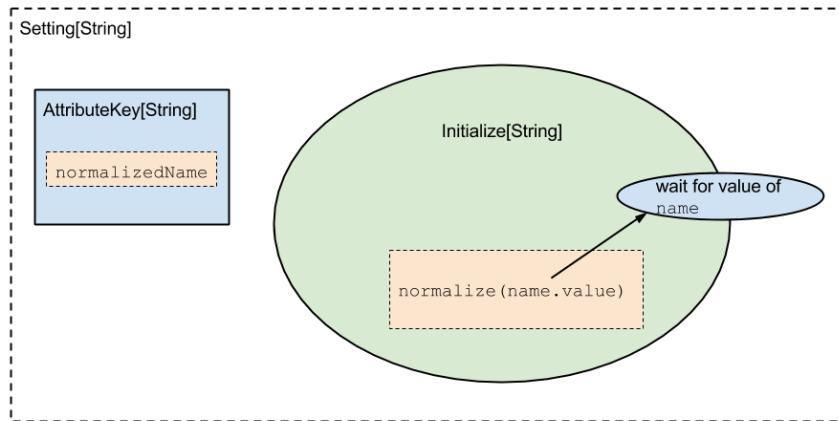 Setting[String]
AttributeKey[String]
normalizedName
Initialize[String]
wait for value of
name
normalize(name.value)